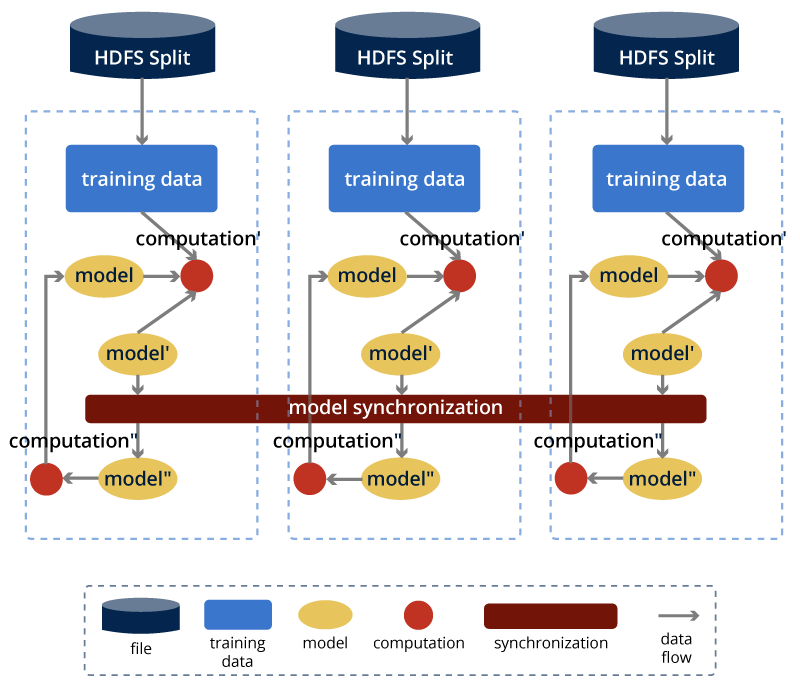 HDFS Split
HDFS Split
HDFS Split
training data
training data
training data
computation'
computation'
computation'
model
model
model
model'
model'
model'
model synchronization
computation"
computation"
computation"
model"
model"
model"
file
training
data
model
computation
synchronization
data
flow